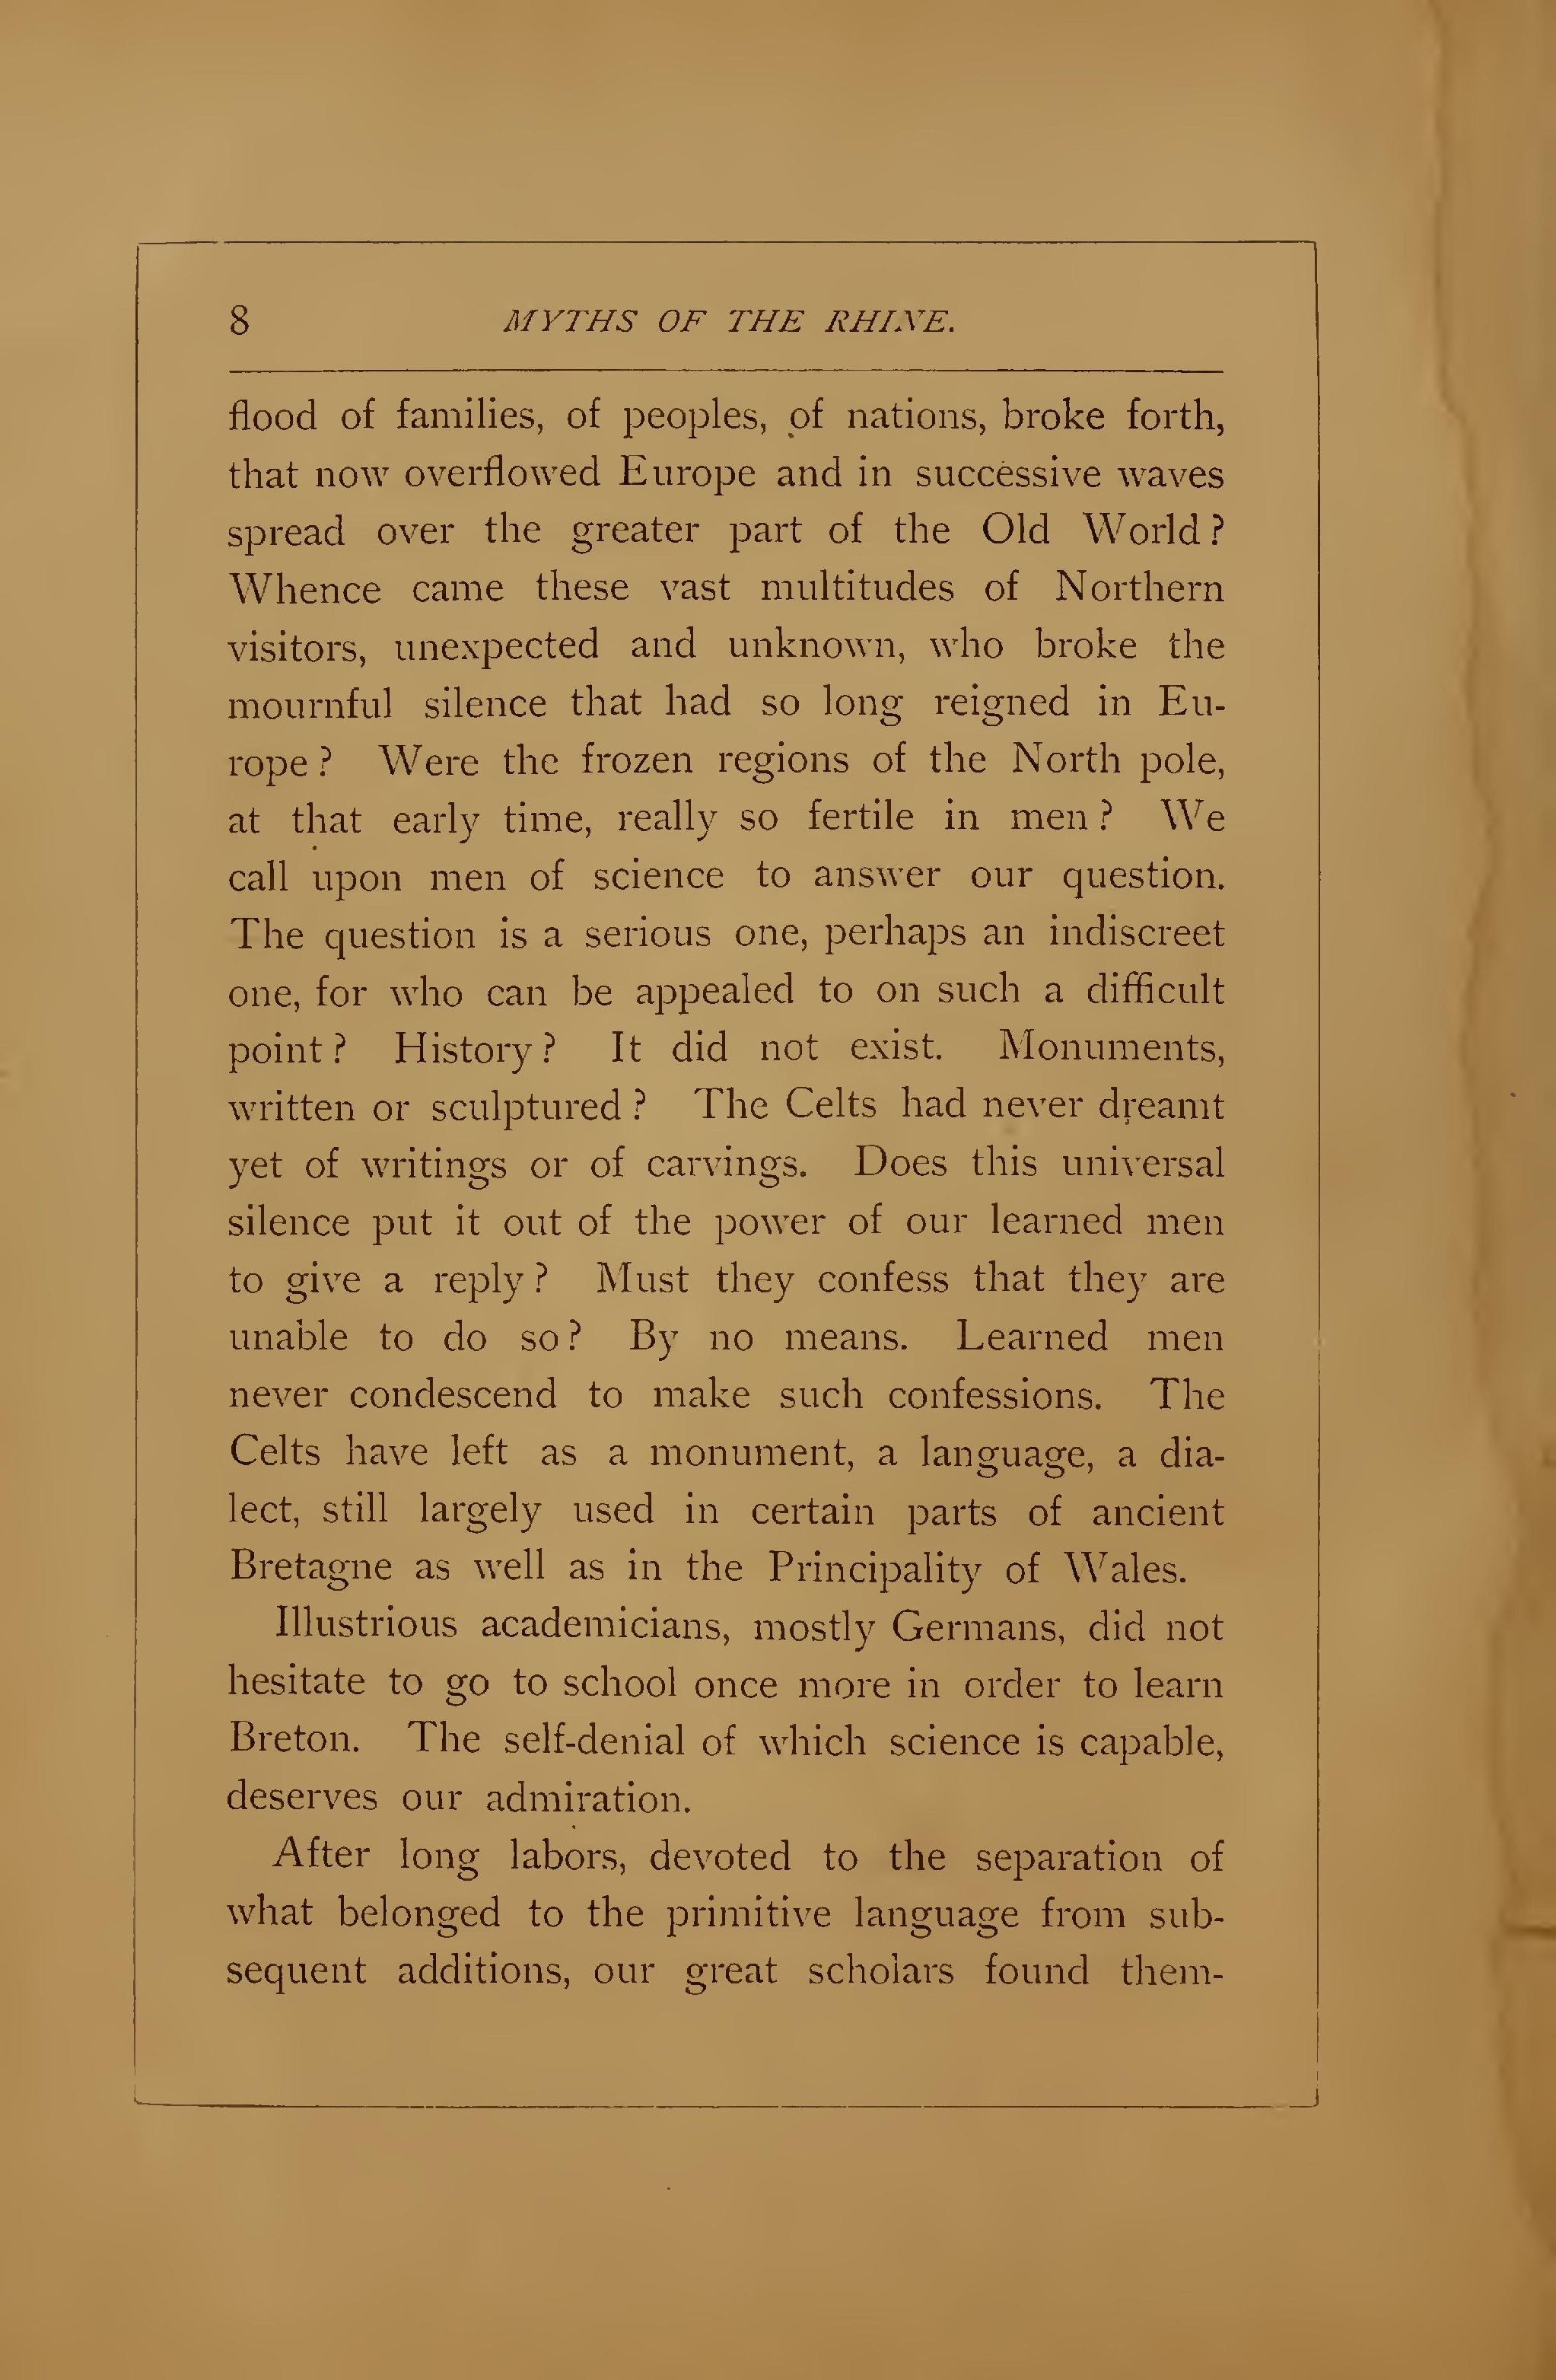 8 MYTHS OF THE RHINE.
flood of families, of peoples, of nations, broke forth,
that now overflowed Europe and in successive waves
spread over the greater part of the Old World?
Whence came these vast multitudes of Northern
visitors, unexpected and unknown, who broke the
mournful silence that had so long reigned in Eu-
rope? Were the frozen regions of the North pole,
at that early time, really so fertile in men? We
call upon men of science to answer our question.
The question is a serious one, perhaps an indiscreet
one, for who can be appealed to on such a difficult
point? History? It did not exist. Monuments,
written or sculptured? The Celts had never dreamt
yet of writings or of carvings. Does this universal
silence put it out of the power of our learned men
to give a reply? Must they confess that they are
unable to do so? By no means. Learned men
never condescend to make such confessions. The
Celts have left as a monument, a language, a dia-
lect, still largely used in certain parts of ancient
Bretagne as well as in the Principality of Wales.
Illustrious academicians, mostly Germans, did not
hesitate to go to school once more in order to learn
Breton. The self-denial of which science is capable,
deserves our admiration.
After long labors, devoted to the separation of
what belonged to the primitive language from sub-
sequent additions, our great scholars found them-